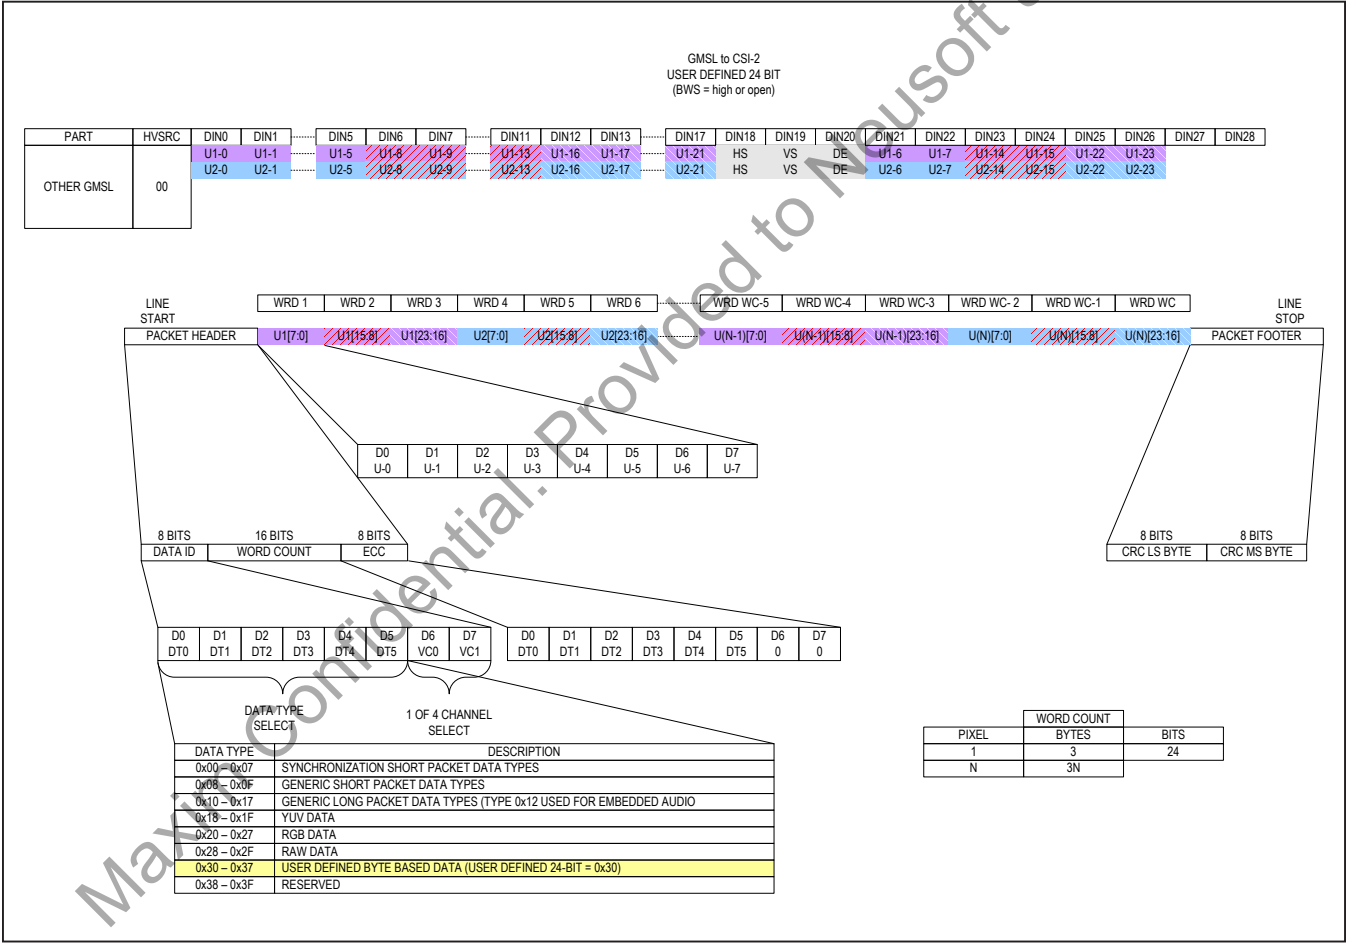 GMSL to CSI-2
USER DEFINED 24 BIT
(BWS = high or open)
PART HVSRC DIN0 DIN1 DIN5 DIN6 DIN7 DIN11 DIN12 DIN13 DIN17 DIN18 DIN19 DIN20 DIN21 DIN22 DIN23 DIN24 DIN25 DIN26 DIN27 DIN28
U1-0 U1-1 U1-5 U1-8 U1-9 U1-13 U1-16 U1-17 U1-21 HS VS DE U1-6 U1-7 U1-14 U1-15 U1-22 U1-23
U2-0 U2-1 U2-5 U2-8 U2-9 U2-13 U2-16 U2-17 U2-21 HS VS DE U2-6 U2-7 U2-14 U2-15 U2-22 U2-23
OTHER GMSL 00
LINE START
WRD 1 WRD 2 WRD 3 WRD 4 WRD 5 WRD 6 WRD WC-5 WRD WC-4 WRD WC-3 WRD WC- 2 WRD WC-1 WRD WC
LINE STOP
PACKET HEADER U1[7:0] U1[15:8] U1[23:16] U2[7:0] U2[15:8] U2[23:16] U(N-1)[7:0] U(N-1)[15:8] U(N-1)[23:16] U(N)[7:0] U(N)[15:8] U(N)[23:16] PACKET FOOTER
D0 D1 D2 D3 D4 D5 D6 D7
U-0 U-1 U-2 U-3 U-4 U-5 U-6 U-7
8 BITS 16 BITS 8 BITS 8 BITS 8 BITS
DATA ID WORD COUNT ECC CRC LS BYTE CRC MS BYTE
D0 D1 D2 D3 D4 D5 D6 D7 D0 D1 D2 D3 D4 D5 D6 D7
DT0 DT1 DT2 DT3 DT4 DT5 VC0 VC1 DT0 DT1 DT2 DT3 DT4 DT5 0 0
DATA TYPE
SELECT
1 OF 4 CHANNEL
SELECT
WORD COUNT
PIXEL BYTES BITS
1 3 24
N 3N
DATA TYPE DESCRIPTION
0x00 – 0x07 SYNCHRONIZATION SHORT PACKET DATA TYPES
0x08 – 0x0F GENERIC SHORT PACKET DATA TYPES
0x10 – 0x17 GENERIC LONG PACKET DATA TYPES (TYPE 0x12 USED FOR EMBEDDED AUDIO
0x18 – 0x1F YUV DATA
0x20 – 0x27 RGB DATA
0x28 – 0x2F RAW DATA
0x30 – 0x37 USER DEFINED BYTE BASED DATA (USER DEFINED 24-BIT = 0x30)
0x38 – 0x3F RESERVED
Maxim Confidential. Provided to Neusoft